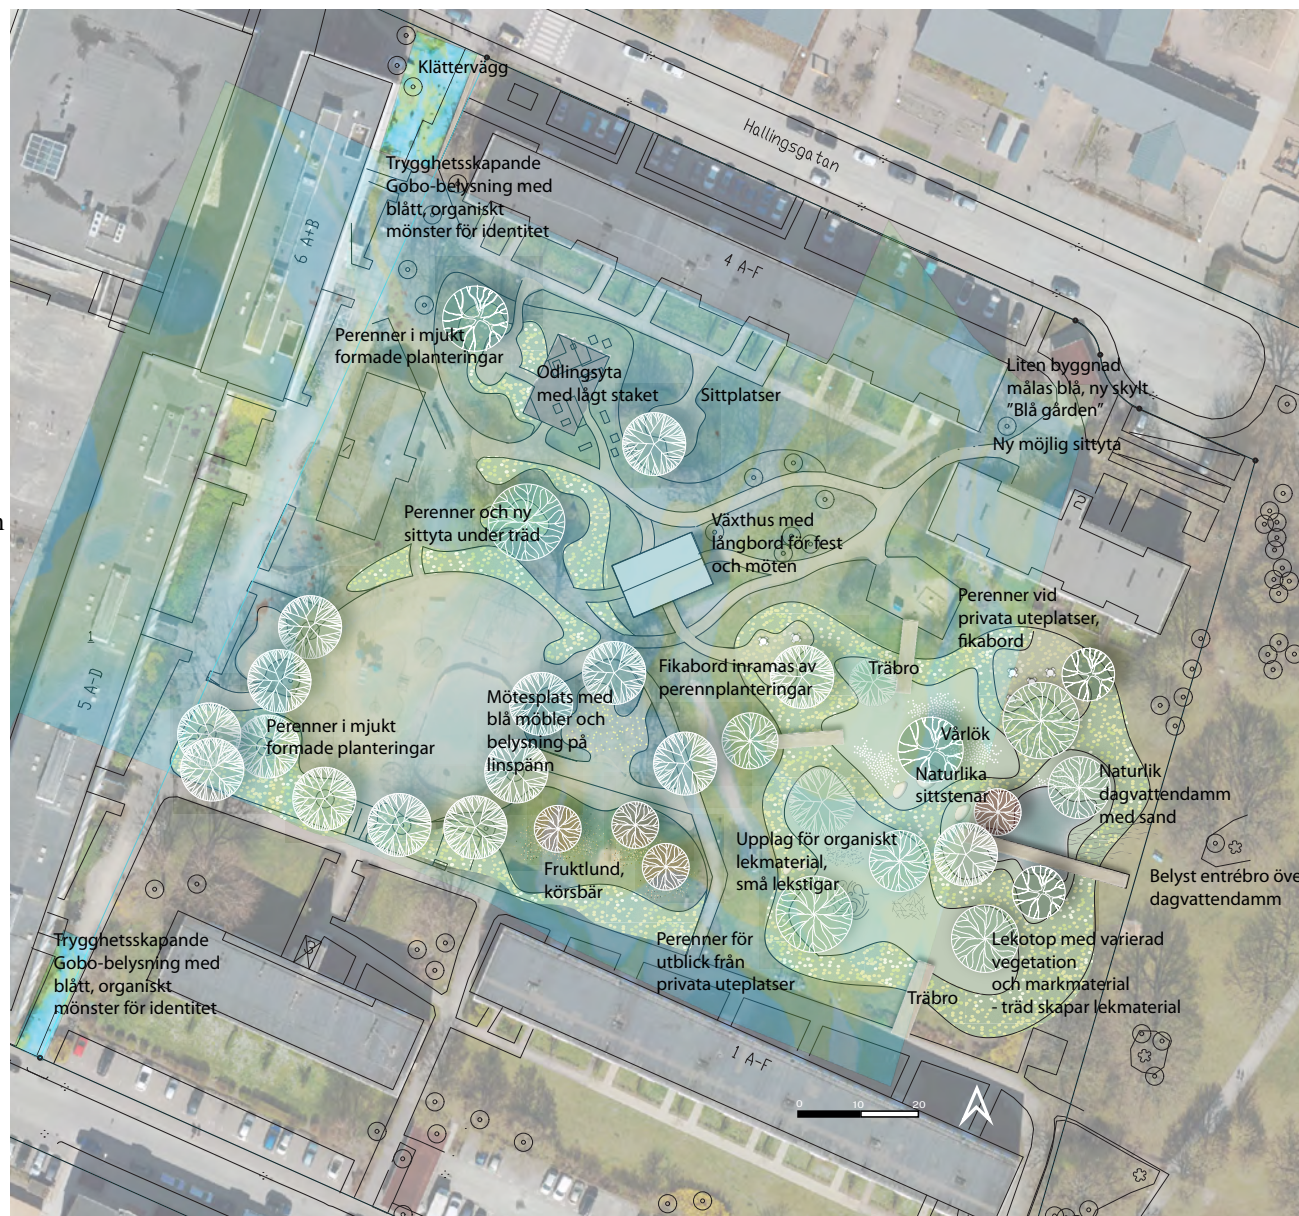 Klättervägg
Hallingsgatan
Trygghetsskapande
Gobo-belysning med
blått, organiskt
mönster för identitet
6 A+B
4 A-F
Perenner i mjukt
formade planteringar
Odlingsyta
med lågt staket
Sittplatser
Liten byggnad
målas blå, ny skylt
"Blå gården"
Ny möjlig sittyta
2
n
Perenner och ny
sittyta under träd
Växthus med
långbord för fest
och möten
Perenner vid
privata uteplatser,
fikabord
1
5 A-D
Fikabord inramas av
perennplanteringar
Träbro
Mötesplats med
blå möbler och
belysning på
linspänn
Perenner i mjukt
formade planteringar
Vårlök
Naturlika
sittstenar
Naturlik
dagvattendamm
med sand
Upplag för organiskt
lekmaterial,
små lekstigar
Fruktlund,
körsbär
Belyst entrébro öve
dagvattendamm
Trygghetsskapande
Gobo-belysning med
blått, organiskt
mönster för identitet
3
Perenner för
utblick från
privata uteplatser
Lekotop med varierad
vegetation
och markmaterial
- träd skapar lekmaterial
Träbro
1 A-F
0 10 20